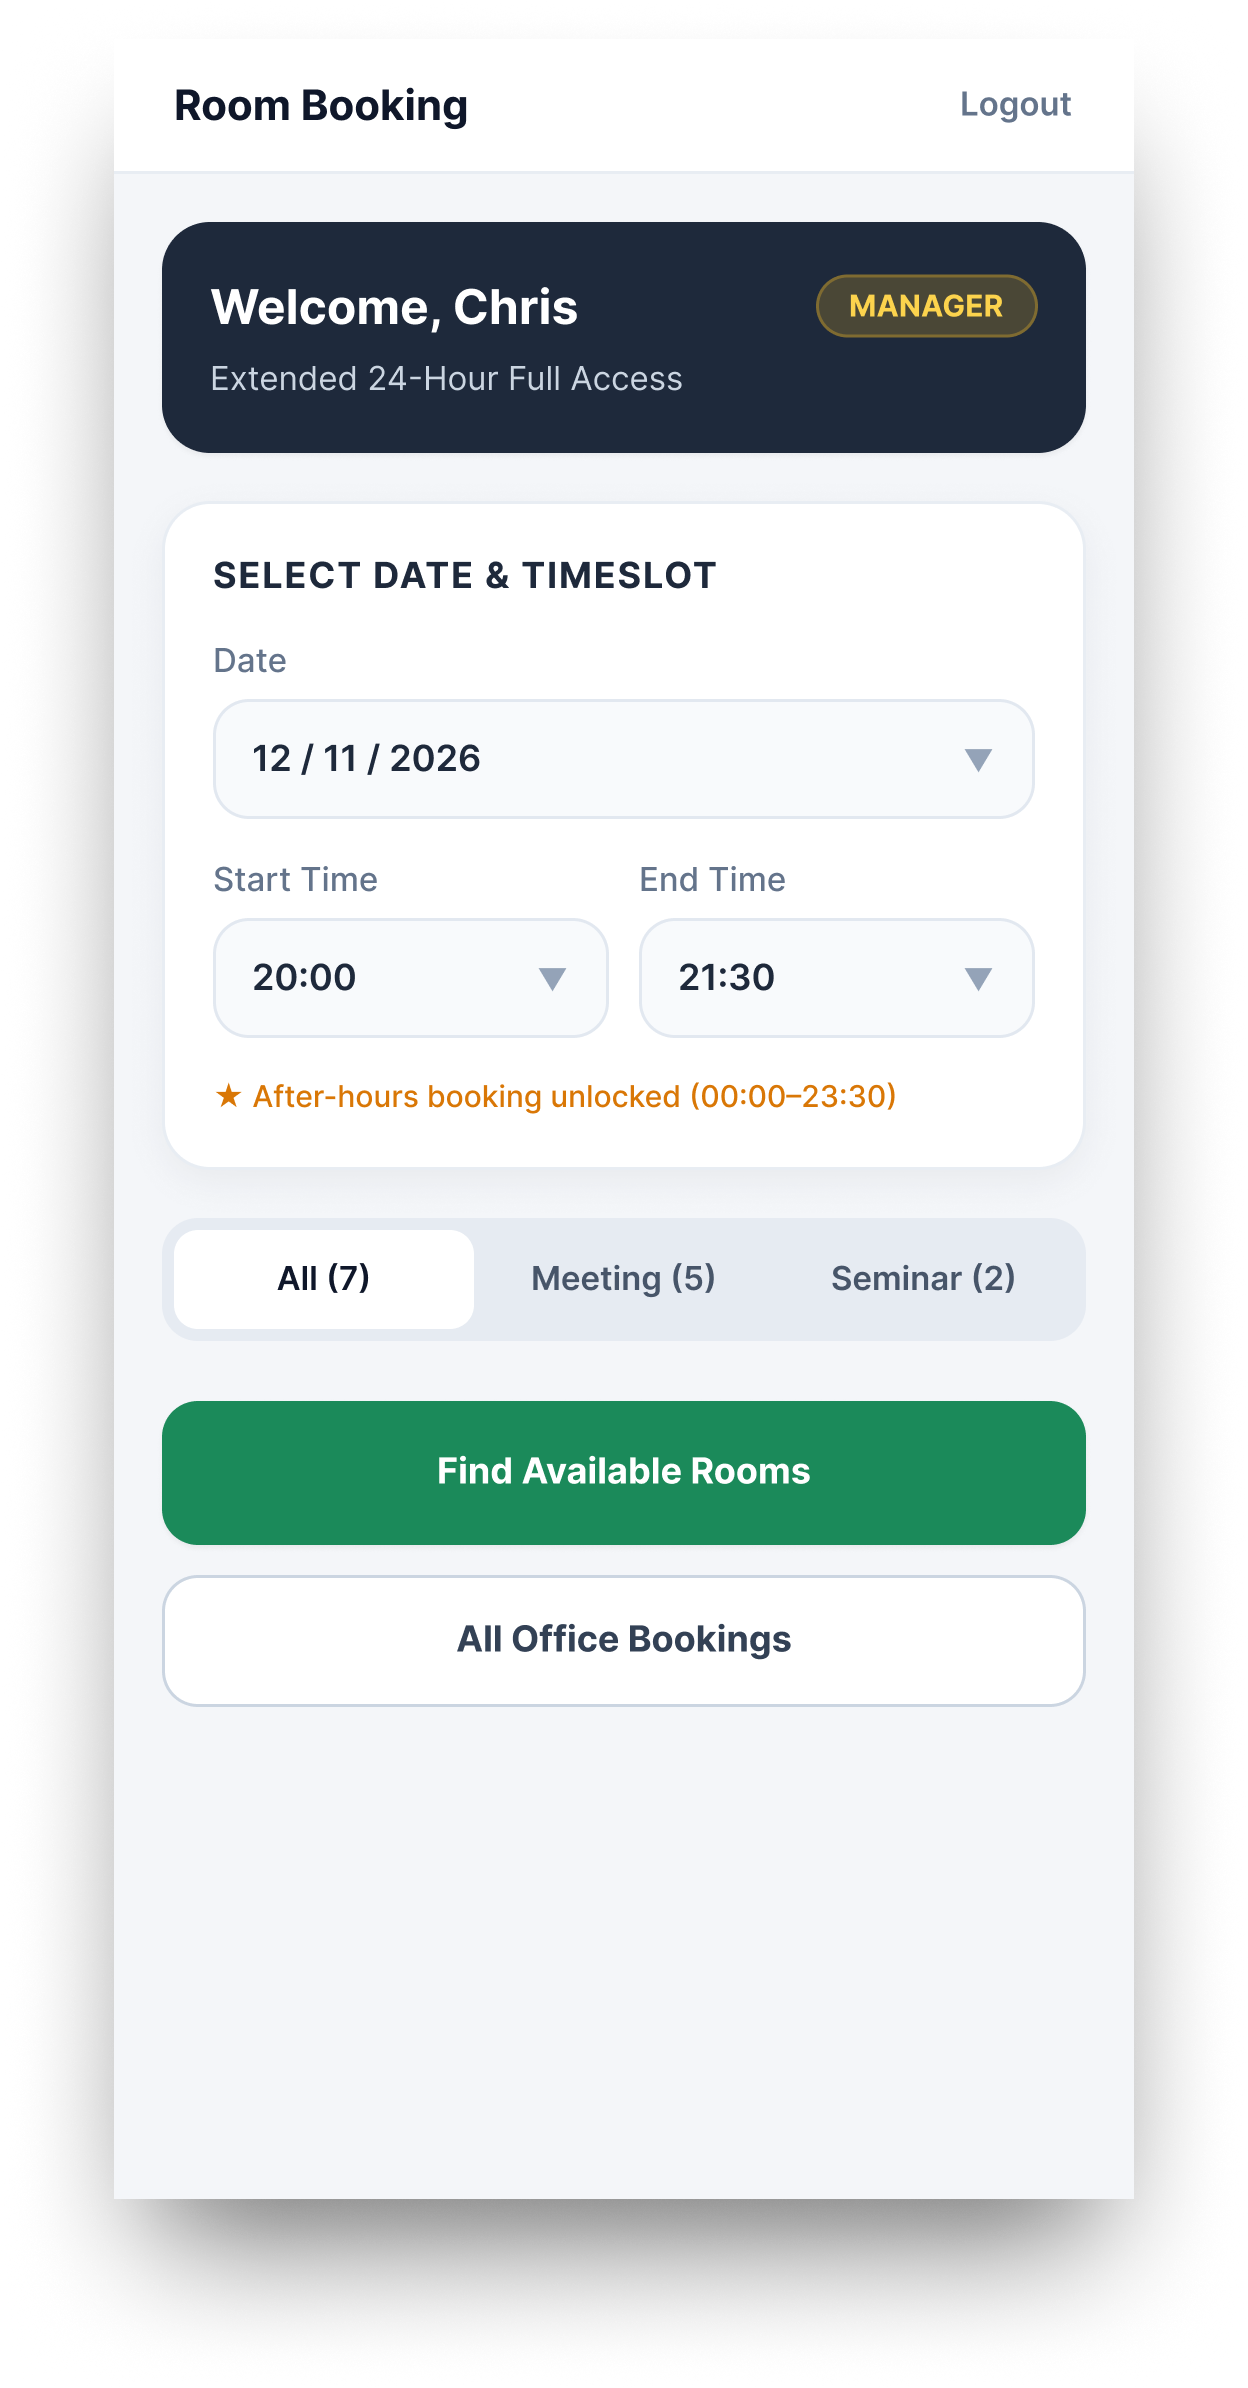 Room Booking
Logout
Welcome, Chris
MANAGER
Extended 24-Hour Full Access
SELECT DATE & TIMESLOT
Date
12 / 11 / 2026 ▼
Start Time
End Time
20:00 ▼
21:30 ▼
★ After-hours booking unlocked (00:00–23:30)
All (7)
Meeting (5)
Seminar (2)
Find Available Rooms
All Office Bookings